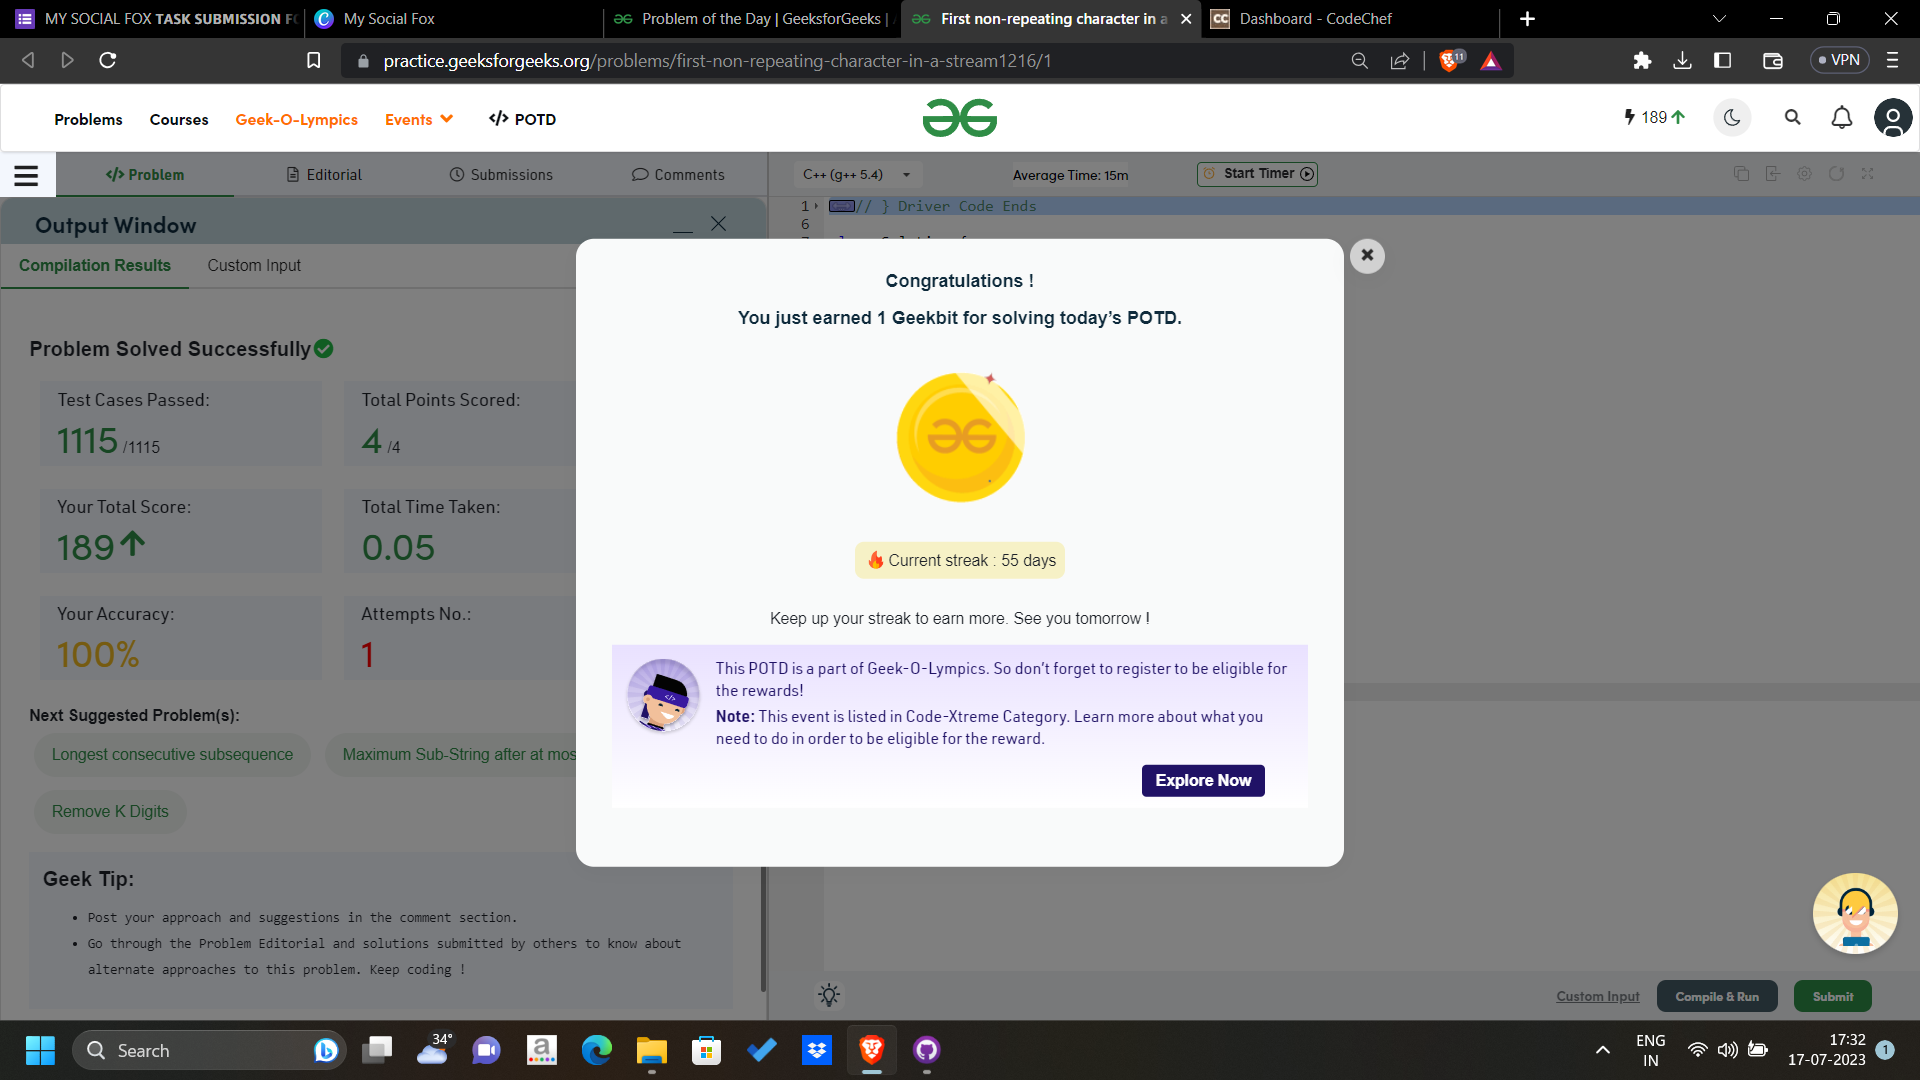 MY SOCIAL FOX TASK SUBMISSION FO
My Social Fox
Problem of the Day | GeeksforGeeks |
First non-repeating character in a
Dashboard - CodeChef
practice.geeksforgeeks.org/problems/first-non-repeating-character-in-a-stream1216/1
11
VPN
Problems
Courses
Geek-O-Lympics
Events
</> POTD
189
</> Problem
Editorial
Submissions
Comments
C++ (g++ 5.4)
Average Time: 15m
Start Timer
Output Window
1
// } Driver Code Ends
6
Compilation Results
Custom Input
Congratulations !
You just earned 1 Geekbit for solving today's POTD.
Problem Solved Successfully
Test Cases Passed:
1115 /1115
Total Points Scored:
4 /4
Your Total Score:
189
Total Time Taken:
0.05
Your Accuracy:
100%
Attempts No.:
1
Current streak : 55 days
Keep up your streak to earn more. See you tomorrow !
This POTD is a part of Geek-O-Lympics. So don't forget to register to be eligible for
the rewards!
Note: This event is listed in Code-Xtreme Category. Learn more about what you
need to do in order to be eligible for the reward.
Explore Now
Next Suggested Problem(s):
Longest consecutive subsequence
Maximum Sub-String after at mos
Remove K Digits
Geek Tip:
• Post your approach and suggestions in the comment section.
• Go through the Problem Editorial and solutions submitted by others to know about
alternate approaches to this problem. Keep coding !
Custom Input
Compile & Run
Submit
Search
34°
ENG
IN
17:32
17-07-2023
1